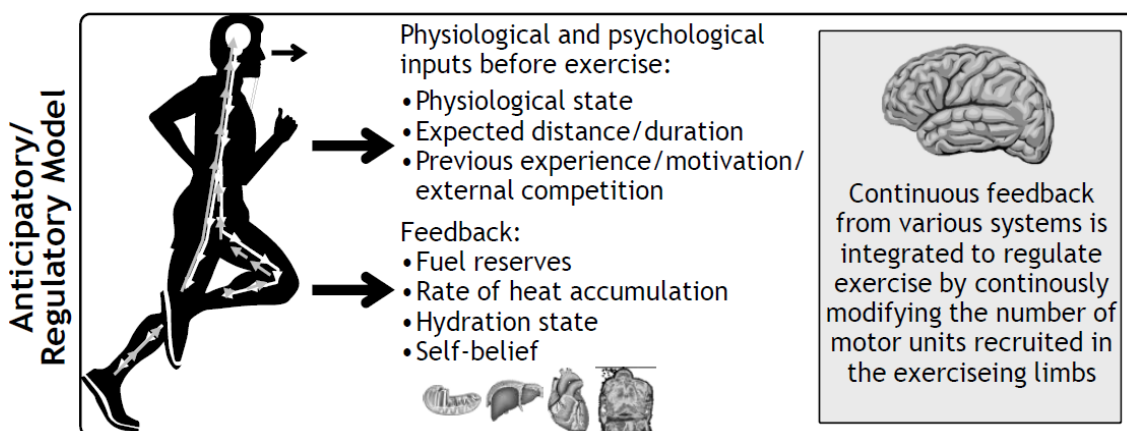 Anticipatory/
Regulatory Model
Physiological and psychological
inputs before exercise:
•Physiological state
•Expected distance/duration
•Previous experience/motivation/
external competition
Feedback:
•Fuel reserves
•Rate of heat accumulation
•Hydration state
•Self-belief
Continuous feedback
from various systems is
integrated to regulate
exercise by continously
modifying the number of
motor units recruited in
the exerciseing limbs